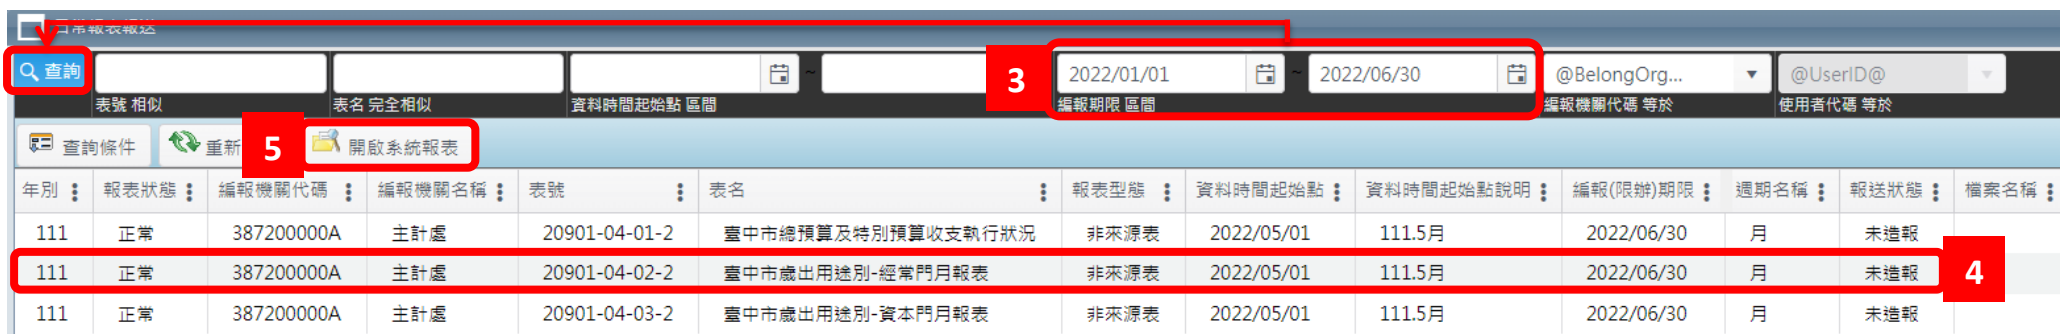 日常報表報送
查詢 ~ 3 2022/01/01 ~ 2022/06/30 @BelongOrg... @UserID@
表號 相似 表名 完全相似 資料時間起始點 區間 編報期限 區間 編報機關代碼 等於 使用者代碼 等於
查詢條件 重新 5 開啟系統報表
年別 報表狀態 編報機關代碼 編報機關名稱 表號 表名 報表型態 資料時間起始點 資料時間起始點說明 編報(限辦)期限 週期名稱 報送狀態 檔案名稱
111 正常 387200000A 主計處 20901-04-01-2 臺中市總預算及特別預算收支執行狀況 非來源表 2022/05/01 111.5月 2022/06/30 月 未造報
111 正常 387200000A 主計處 20901-04-02-2 臺中市歲出用途別-經常門月報表 非來源表 2022/05/01 111.5月 2022/06/30 月 未造報 4
111 正常 387200000A 主計處 20901-04-03-2 臺中市歲出用途別-資本門月報表 非來源表 2022/05/01 111.5月 2022/06/30 月 未造報